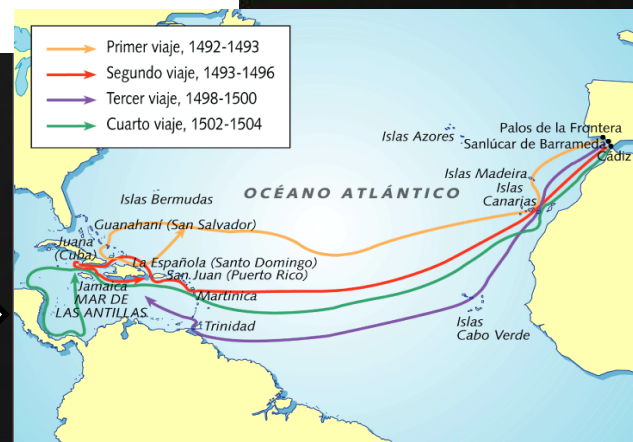 Primer viaje, 1492-1493
Segundo viaje, 1493-1496
Tercer viaje, 1498-1500
Cuarto viaje, 1502-1504
Islas Azores
Palos de la Frontera
Sanlúcar de Barrameda
Cádiz
Islas Madeira
Islas
Canarias
Islas Bermudas
OCÉANO ATLÁNTICO
Guanahaní (San Salvador)
Juana
(Cuba)
La Española (Santo Domingo)
San Juan (Puerto Rico)
Jamaica
MAR DE
LAS ANTILLAS
Martinica
Trinidad
Islas
Cabo Verde